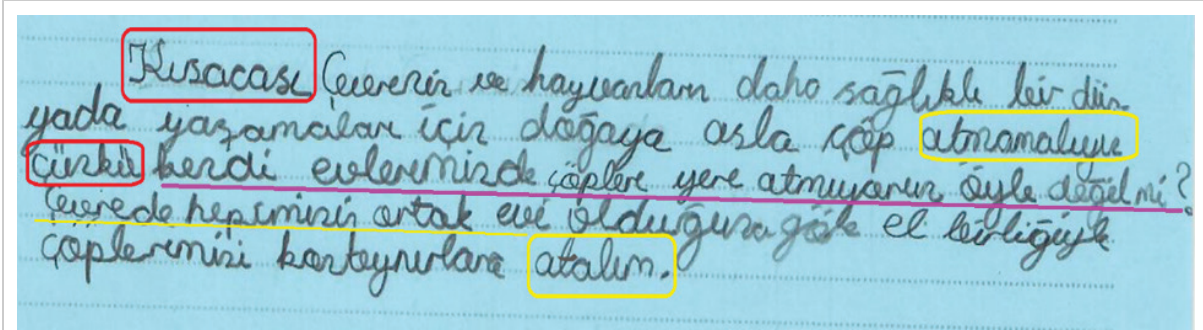 Kısacası Çevrenin ve hayvanların daha sağlıklı bir dün
yada yaşamaları için doğaya asla çöp atmamalıyız
çünkü kendi evlerimizde çöpleri yere atmıyoruz öyle değil mi?
Çevrede hepimizin ortak evi olduğuna göre el birliğiyle
çöplerimizi konteynırlara atalım.